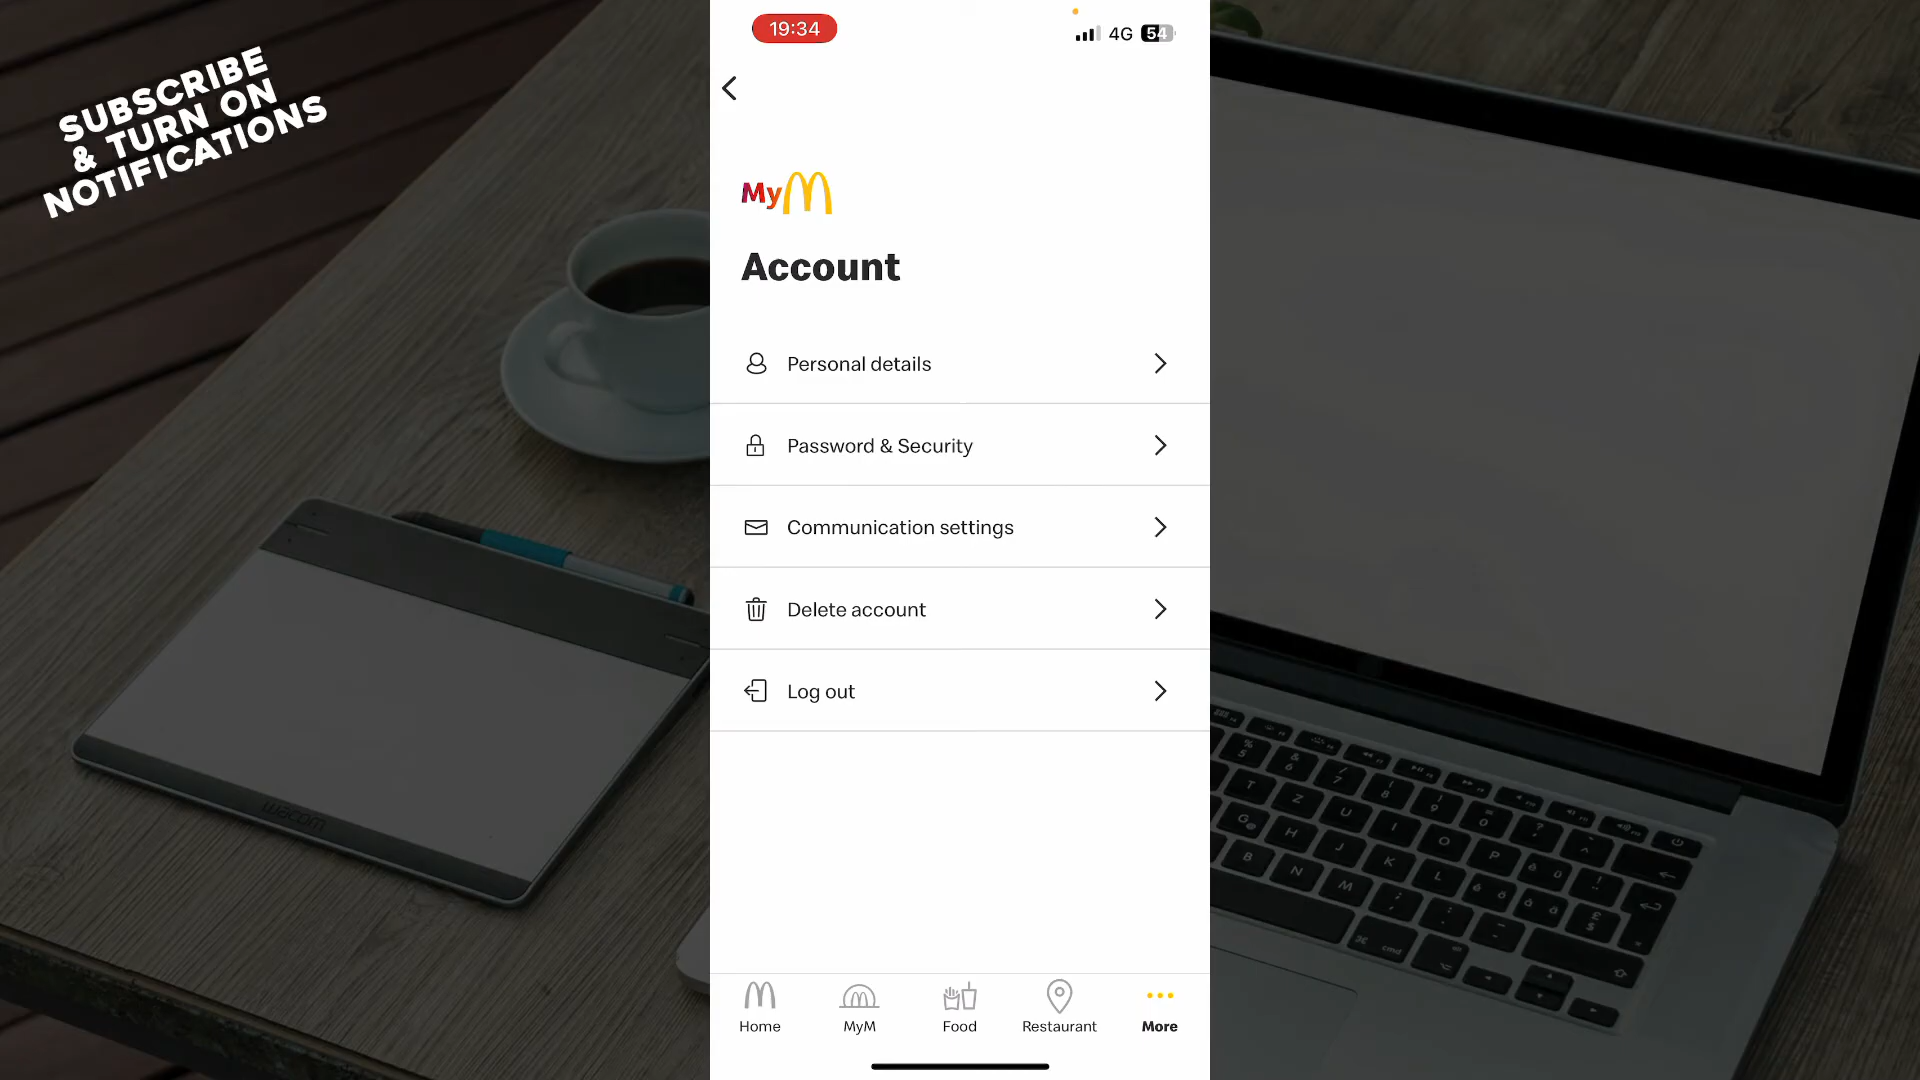 SUBSCRIBE
& TURN ON
NOTIFICATIONS
19:34
4G 54
My
Account
Personal details
Password & Security
Communication settings
Delete account
Log out
Home
MyM
Food
Restaurant
More
wacom